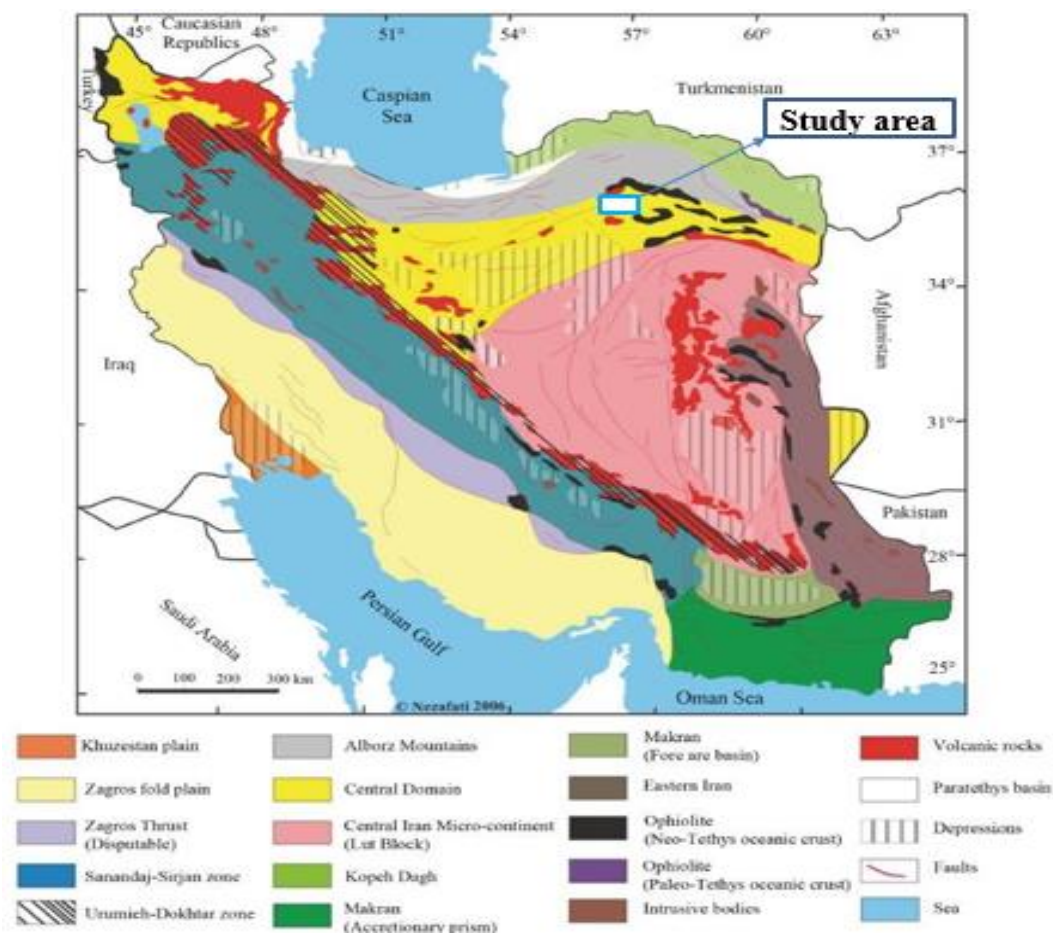 45°
Caucasian
Republics
48°
51°
54°
57°
60°
63°
Turkey
Caspian
Sea
Turkmenistan
Study area
37°
34°
Afghanistan
Iraq
31°
Pakistan
28°
Saudi Arabia
Persian Gulf
25°
0 100 200 300 km
Oman Sea
© Nezafati 2006
Khuzestan plain
Alborz Mountains
Makran
(Fore are basin)
Volcanic rocks
Zagros fold plain
Central Domain
Eastern Iran
Paratethys basin
Zagros Thrust
(Disputable)
Central Iran Micro-continent
(Lut Block)
Ophiolite
(Neo-Tethys oceanic crust)
Depressions
Sanandaj-Sirjan zone
Kopeh Dagh
Ophiolite
(Paleo-Tethys oceanic crust)
Faults
Urumieh-Dokhtar zone
Makran
(Accretionary prism)
Intrusive bodies
Sea